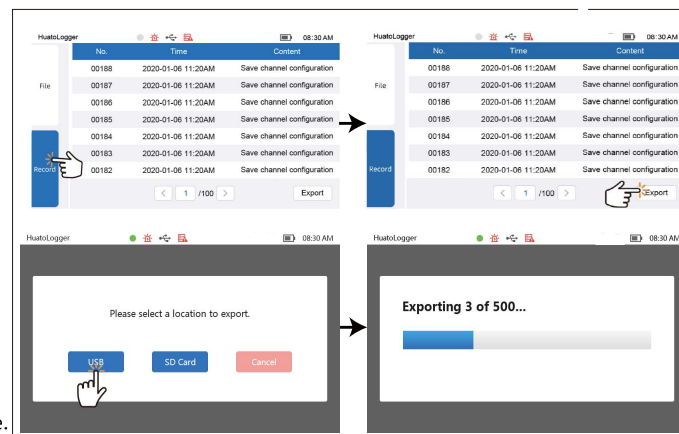 HuatoLogger 08:30 AM
No. Time Content
00188 2020-01-06 11:20AM Save channel configuration
File 00187 2020-01-06 11:20AM Save channel configuration
00186 2020-01-06 11:20AM Save channel configuration
00185 2020-01-06 11:20AM Save channel configuration
00184 2020-01-06 11:20AM Save channel configuration
00183 2020-01-06 11:20AM Save channel configuration
Record 00182 2020-01-06 11:20AM Save channel configuration
< 1 /100 > Export
HuatoLogger 08:30 AM
No. Time Content
00188 2020-01-06 11:20AM Save channel configuration
File 00187 2020-01-06 11:20AM Save channel configuration
00186 2020-01-06 11:20AM Save channel configuration
00185 2020-01-06 11:20AM Save channel configuration
00184 2020-01-06 11:20AM Save channel configuration
00183 2020-01-06 11:20AM Save channel configuration
Record 00182 2020-01-06 11:20AM Save channel configuration
< 1 /100 > Export
HuatoLogger 08:30 AM
Please select a location to export.
USB SD Card Cancel
HuatoLogger 08:30 AM
Exporting 3 of 500...
e.